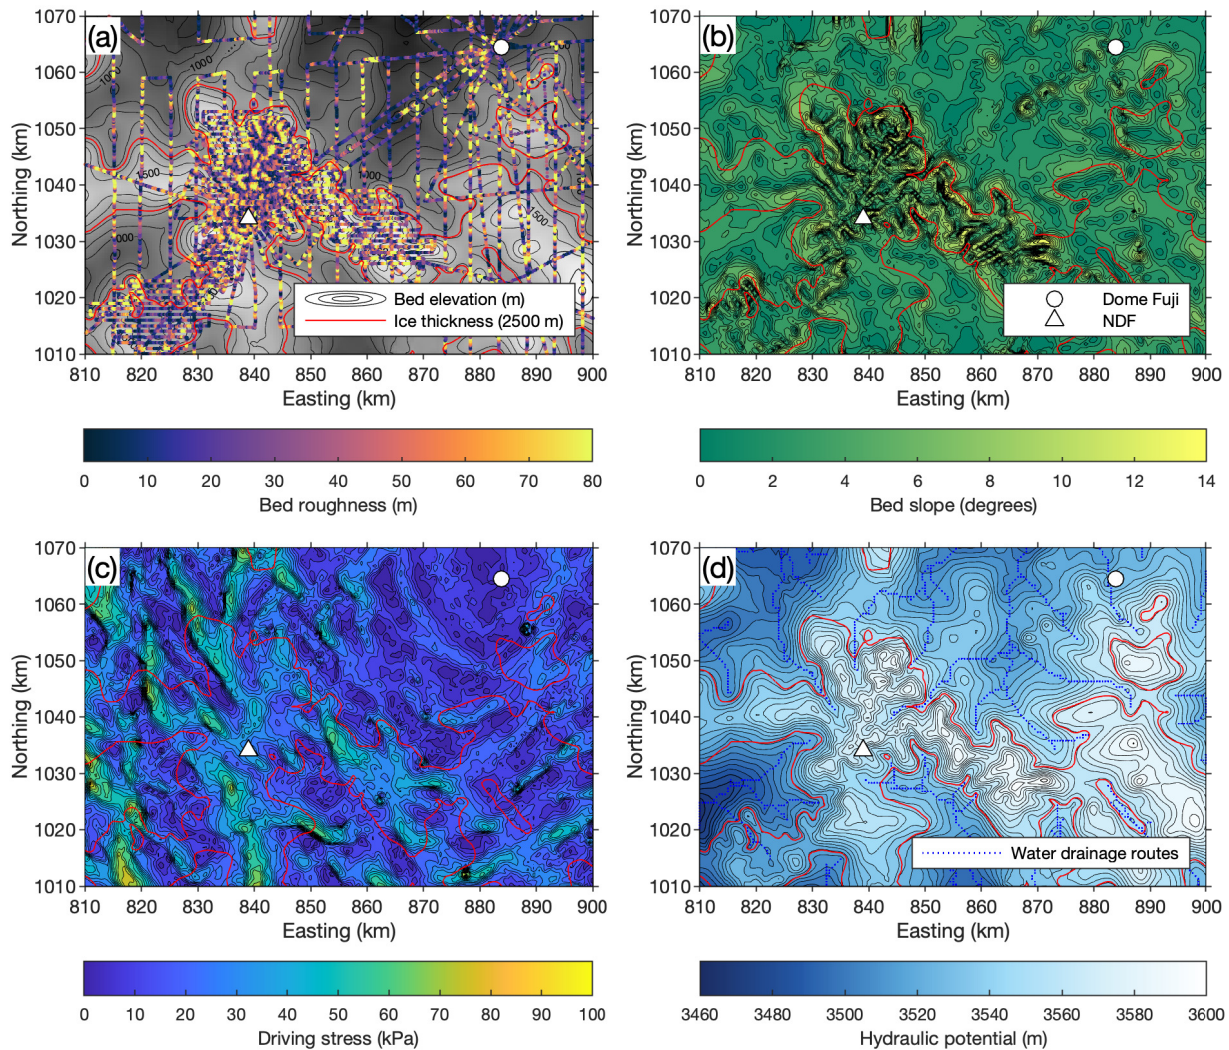 (a)
1070
1060
1050
1040
1030
1020
1010
Northing (km)
1000
1000
1500
1000
1500
Bed elevation (m)
Ice thickness (2500 m)
810 820 830 840 850 860 870 880 890 900
Easting (km)
0 10 20 30 40 50 60 70 80
Bed roughness (m)
(b)
1070
1060
1050
1040
1030
1020
1010
Northing (km)
Dome Fuji
NDF
810 820 830 840 850 860 870 880 890 900
Easting (km)
0 2 4 6 8 10 12 14
Bed slope (degrees)
(c)
1070
1060
1050
1040
1030
1020
1010
Northing (km)
810 820 830 840 850 860 870 880 890 900
Easting (km)
0 10 20 30 40 50 60 70 80 90 100
Driving stress (kPa)
(d)
1070
1060
1050
1040
1030
1020
1010
Northing (km)
Water drainage routes
810 820 830 840 850 860 870 880 890 900
Easting (km)
3460 3480 3500 3520 3540 3560 3580 3600
Hydraulic potential (m)